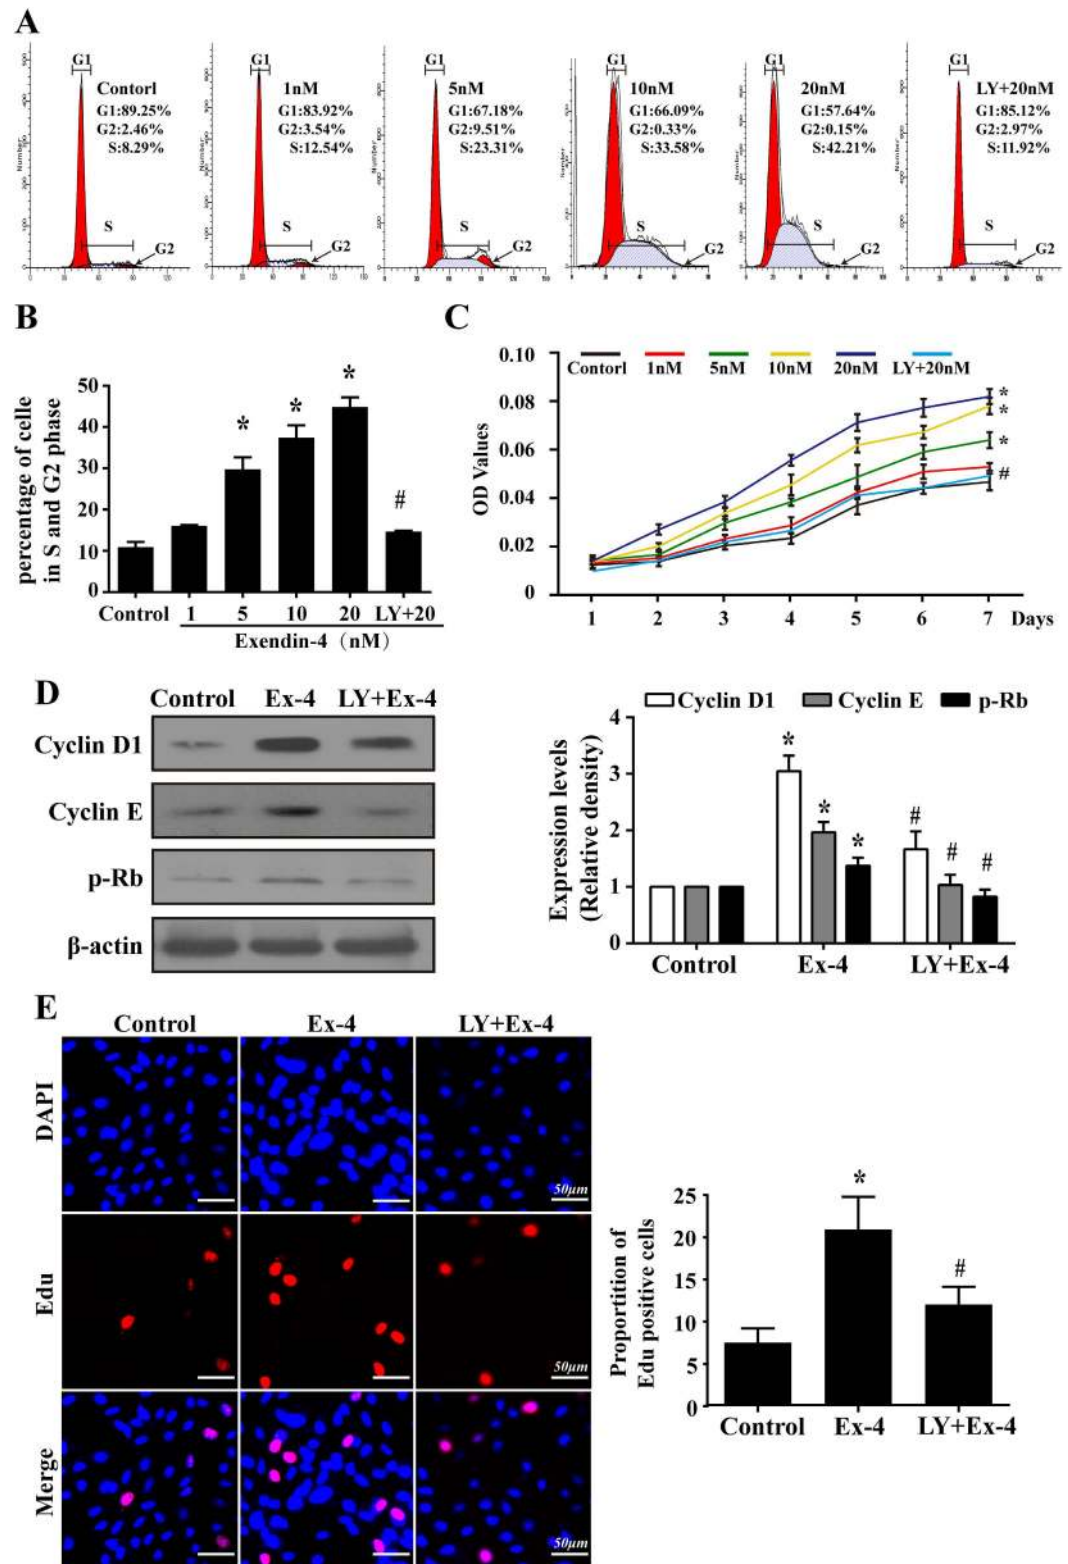 A
G1 G1 G1 G1 G1 G1
Contorl 1nM 5nM 10nM 20nM LY+20nM
G1:89.25% G1:83.92% G1:67.18% G1:66.09% G1:57.64% G1:85.12%
G2:2.46% G2:3.54% G2:9.51% G2:0.33% G2:0.15% G2:2.97%
S:8.29% S:12.54% S:23.31% S:33.58% S:42.21% S:11.92%
Number Number Number Number Number Number
S S S S S S
G2 G2 G2 G2 G2 G2
B
percentage of celle
in S and G2 phase
50
40
30
20
10
0
* * * #
Control 1 5 10 20 LY+20
Exendin-4 (nM)
C
OD Values
0.10
0.08
0.06
0.04
0.02
0
Contorl 1nM 5nM 10nM 20nM LY+20nM
*
*
*
#
1 2 3 4 5 6 7 Days
D
Control Ex-4 LY+Ex-4
Cyclin D1
Cyclin E
p-Rb
β-actin
Cyclin D1 Cyclin E p-Rb
Expression levels
(Relative density)
4
3
2
1
0
* * * # # #
Control Ex-4 LY+Ex-4
E
Control Ex-4 LY+Ex-4
DAPI
50μm
Edu
50μm
Merge
50μm
Proportition of
Edu positive cells
25
20
15
10
5
0
* #
Control Ex-4 LY+Ex-4